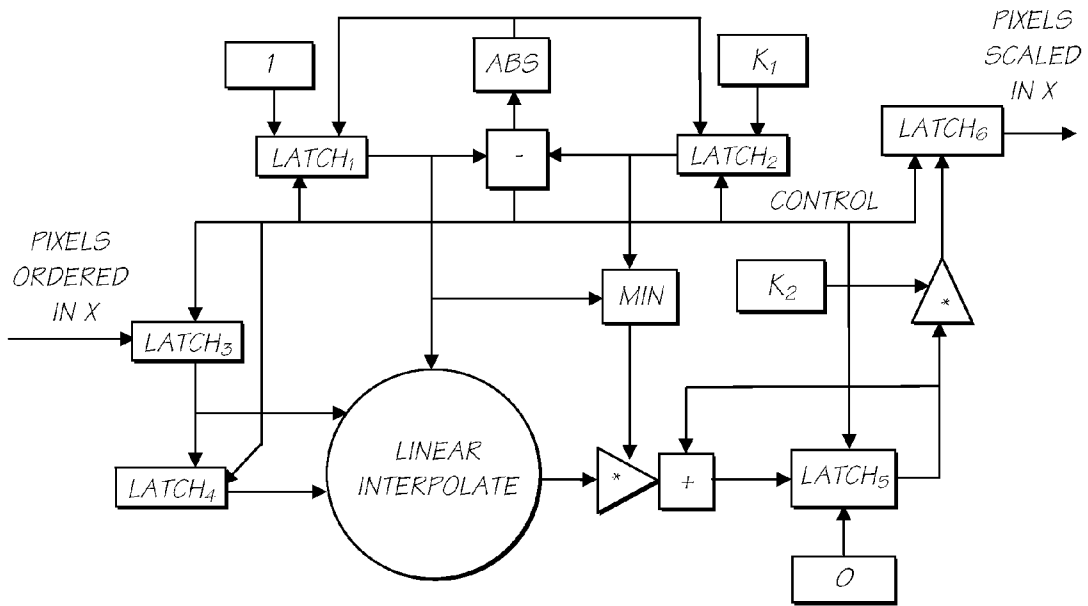 PIXELS
SCALED
IN X
1
ABS
K₁
LATCH₁
-
LATCH₂
LATCH₆
CONTROL
PIXELS
ORDERED
IN X
K₂
MIN
*
LATCH₃
LINEAR
INTERPOLATE
LATCH₄
*
+
LATCH₅
0